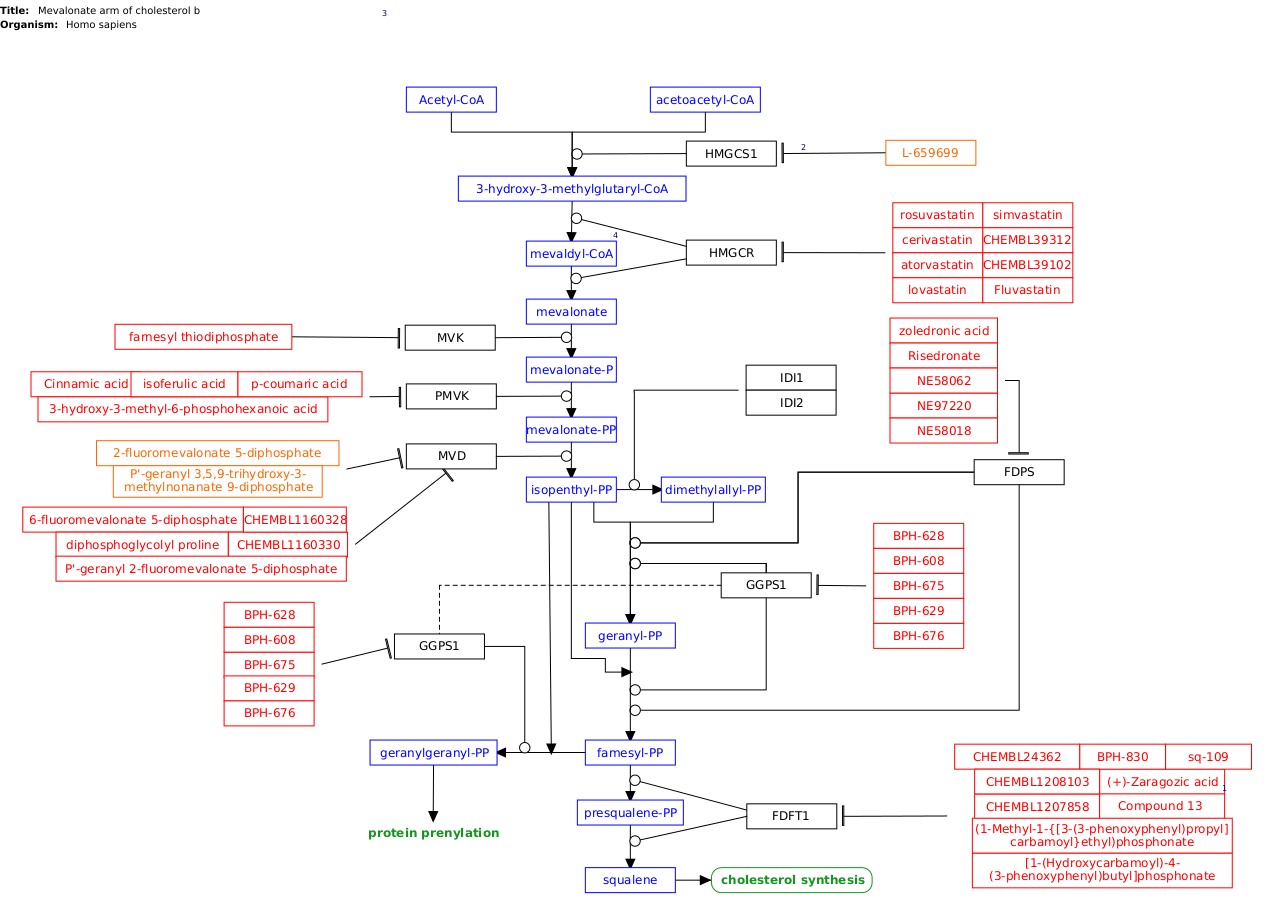 Title: Mevalonate arm of cholesterol b
3
Organism: Homo sapiens
Acetyl-CoA
acetoacetyl-CoA
HMGCS1
2
L-659699
3-hydroxy-3-methylglutaryl-CoA
rosuvastatin
simvastatin
4
cerivastatin
CHEMBL39312
mevaldyl-CoA
HMGCR
atorvastatin
CHEMBL39102
lovastatin
Fluvastatin
mevalonate
famesyl thiodiphosphate
MVK
zoledronic acid
Risedronate
mevalonate-P
IDI1
NE58062
Cinnamic acid
isoferulic acid
p-coumaric acid
PMVK
IDI2
NE97220
3-hydroxy-3-methyl-6-phosphohexanoic acid
mevalonate-PP
NE58018
2-fluoromevalonate 5-diphosphate
MVD
P'-geranyl 3,5,9-trihydroxy-3-
methylnonanate 9-diphosphate
FDPS
isopenthyl-PP
dimethylallyl-PP
6-fluoromevalonate 5-diphosphate
CHEMBL1160328
diphosphoglycolyl proline
CHEMBL1160330
BPH-628
P'-geranyl 2-fluoromevalonate 5-diphosphate
BPH-608
GGPS1
BPH-675
BPH-629
BPH-676
BPH-628
BPH-608
GGPS1
geranyl-PP
BPH-675
BPH-629
BPH-676
geranylgeranyl-PP
famesyl-PP
CHEMBL24362
BPH-830
sq-109
CHEMBL1208103
(+)-Zaragozic acid
1
presqualene-PP
FDFT1
CHEMBL1207858
Compound 13
protein prenylation
(1-Methyl-1-{[3-(3-phenoxyphenyl)propyl]
carbamoyl}ethyl)phosphonate
[1-(Hydroxycarbamoyl)-4-
(3-phenoxyphenyl)butyl]phosphonate
squalene
cholesterol synthesis